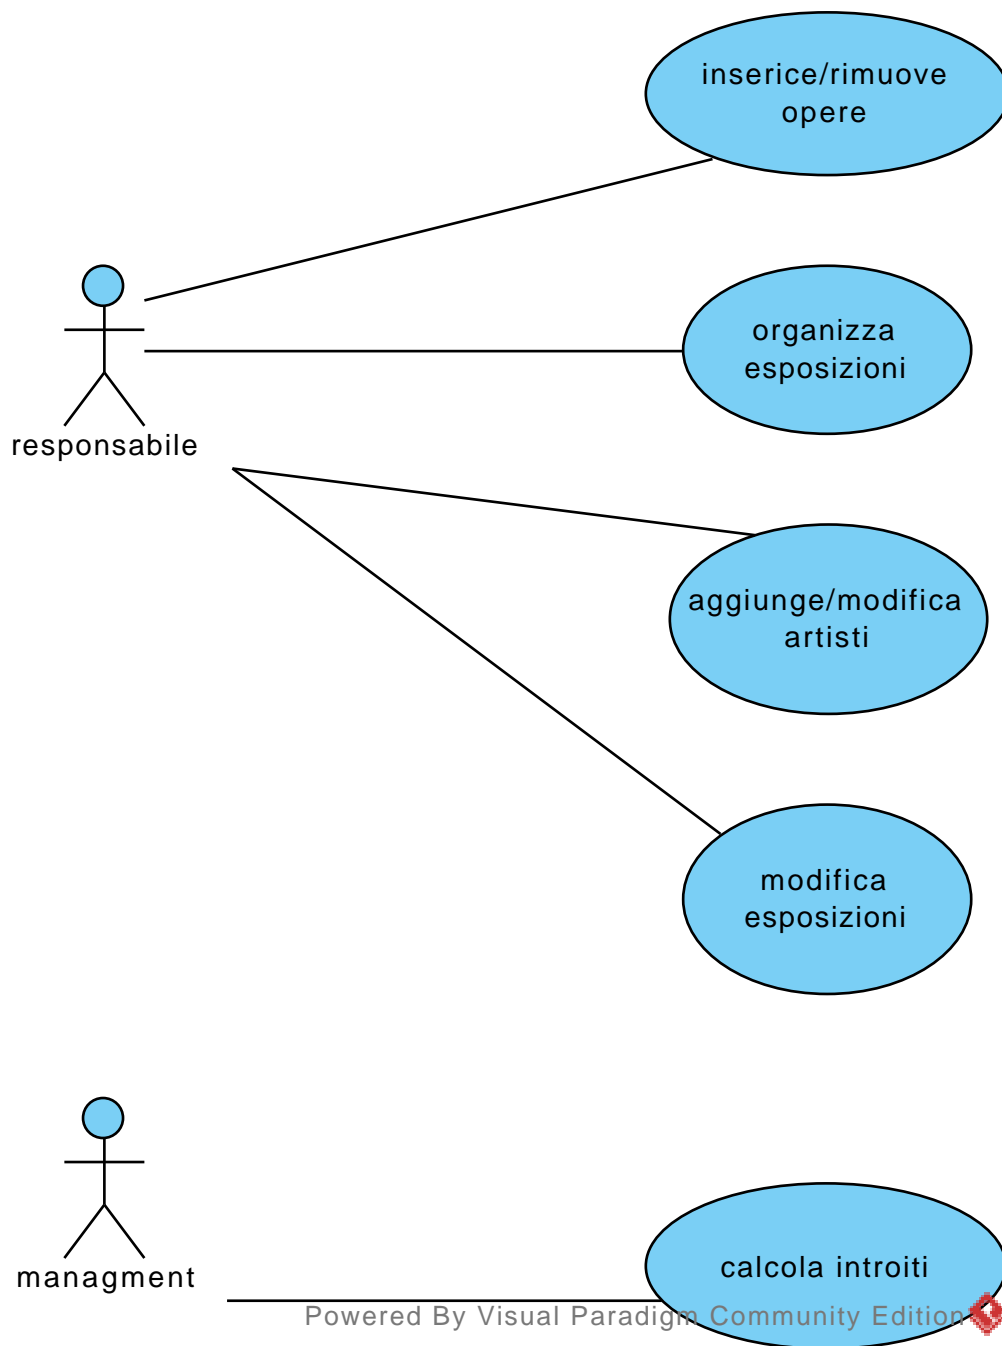 inserice/rimuove
opere
organizza
esposizioni
responsabile
aggiunge/modifica
artisti
modifica
esposizioni
managment
calcola introiti
Powered By Visual Paradigm Community Edition